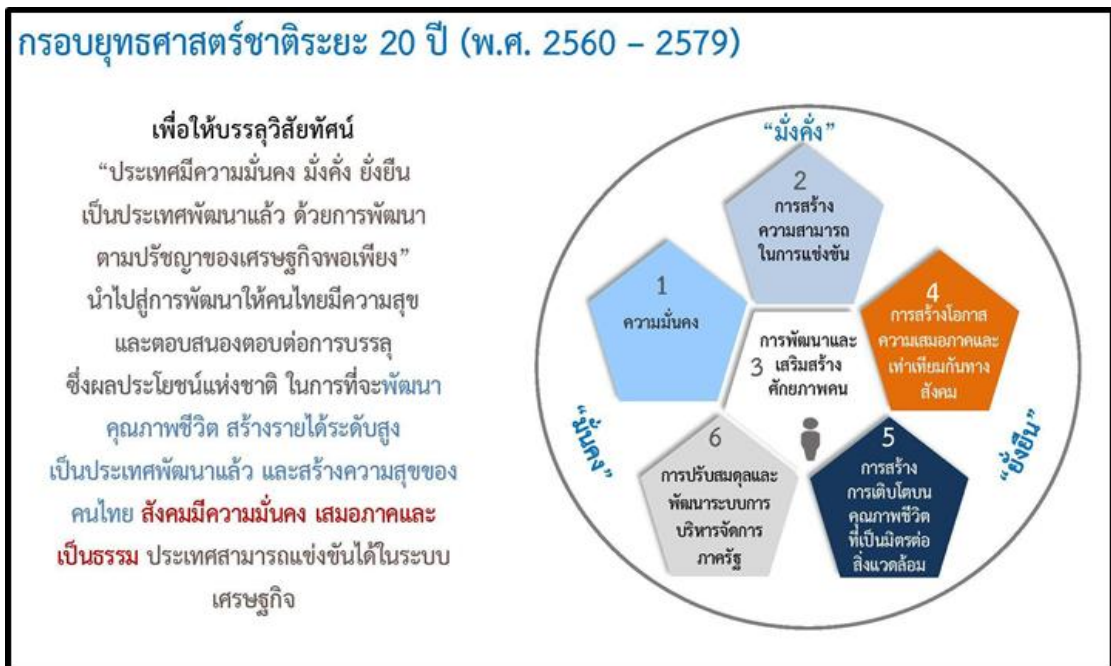 กรอบยุทธศาสตร์ชาติระยะ 20 ปี (พ.ศ. 2560 – 2579)
เพื่อให้บรรลุวิสัยทัศน์
“ประเทศมีความมั่นคง มั่งคั่ง ยั่งยืน
เป็นประเทศพัฒนาแล้ว ด้วยการพัฒนา
ตามปรัชญาของเศรษฐกิจพอเพียง”
นำไปสู่การพัฒนาให้คนไทยมีความสุข
และตอบสนองตอบต่อการบรรลุ
ซึ่งผลประโยชน์แห่งชาติ ในการที่จะพัฒนา
คุณภาพชีวิต สร้างรายได้ระดับสูง
เป็นประเทศพัฒนาแล้ว และสร้างความสุขของ
คนไทย สังคมมีความมั่นคง เสมอภาคและ
เป็นธรรม ประเทศสามารถแข่งขันได้ในระบบ
เศรษฐกิจ
“มั่งคั่ง”
2
การสร้าง
ความสามารถ
ในการแข่งขัน
1
ความมั่นคง
การพัฒนาและ
3 เสริมสร้าง
ศักยภาพคน
4
การสร้างโอกาส
ความเสมอภาคและ
เท่าเทียมกันทาง
สังคม
“มั่นคง”
6
การปรับสมดุลและ
พัฒนาระบบการ
บริหารจัดการ
ภาครัฐ
5
การสร้าง
การเติบโตบน
คุณภาพชีวิต
ที่เป็นมิตรต่อ
สิ่งแวดล้อม
“ยั่งยืน”